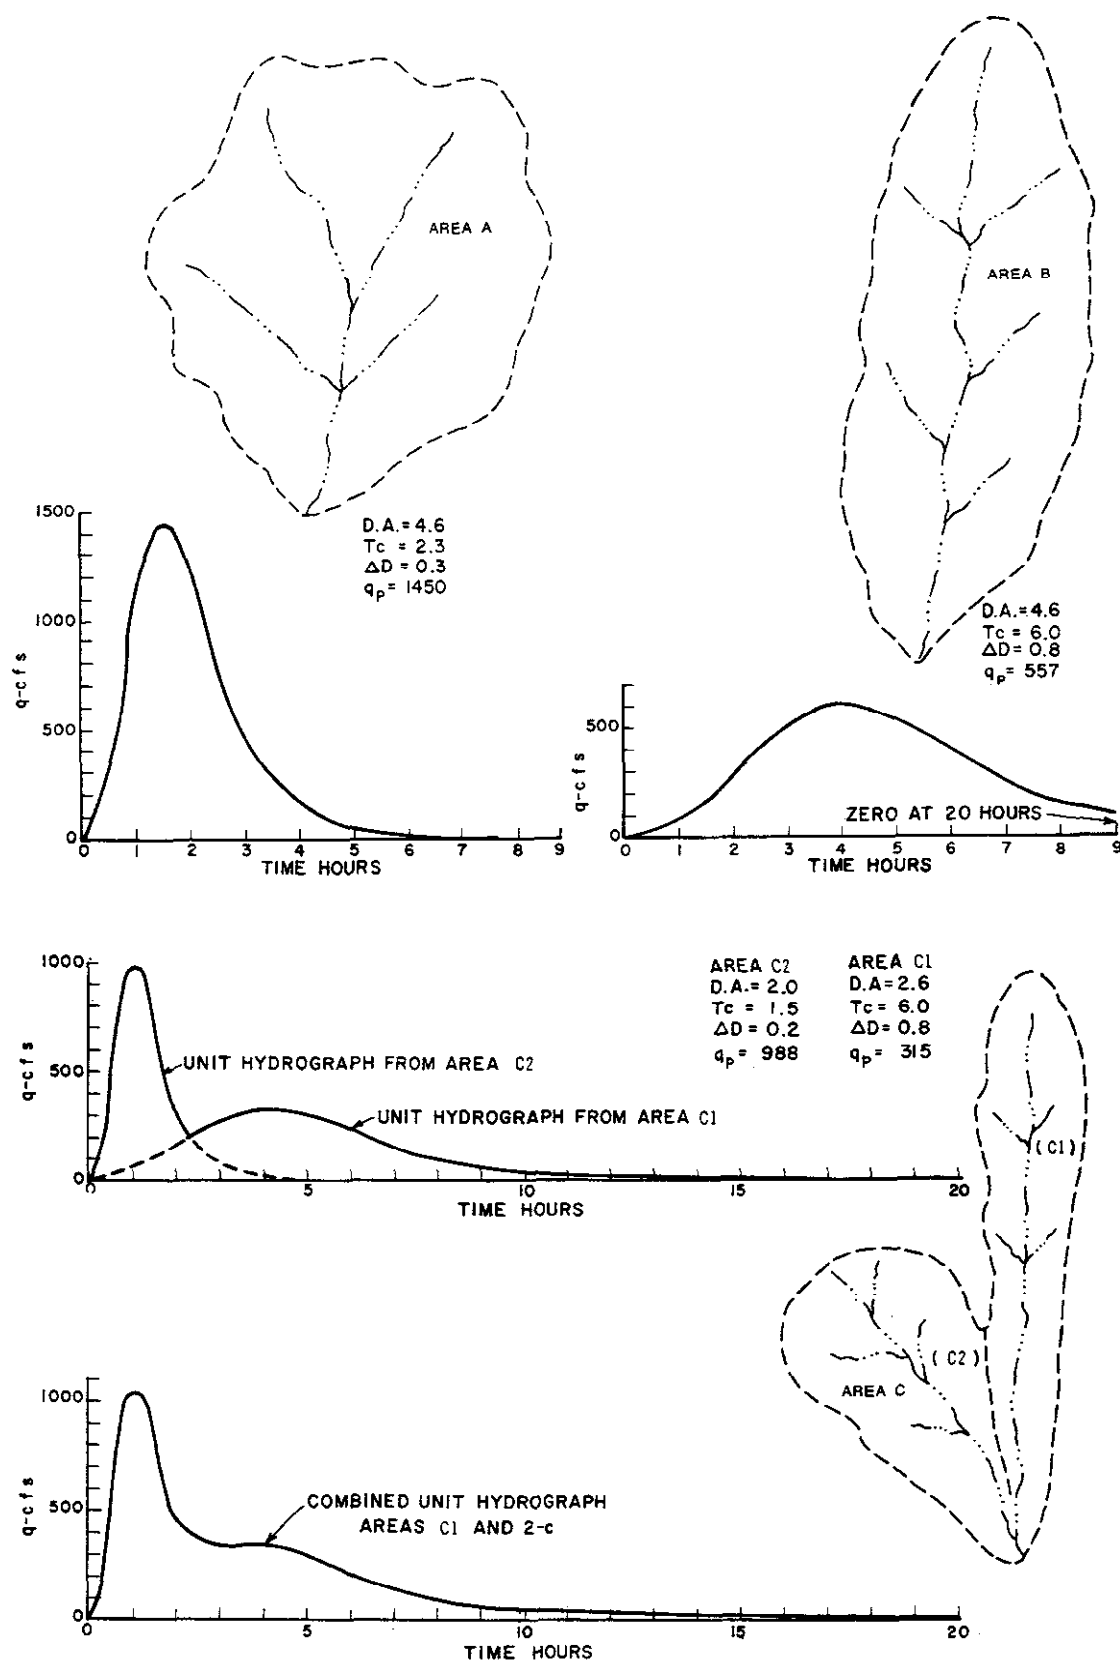 AREA A
D.A.= 4.6
Tc = 2.3
ΔD = 0.3
qp= 1450
1500
1000
500
0
q-cfs
0 1 2 3 4 5 6 7 8 9
TIME HOURS
AREA B
D.A.=4.6
Tc = 6.0
ΔD= 0.8
qp= 557
500
0
q-cfs
ZERO AT 20 HOURS
0 1 2 3 4 5 6 7 8 9
TIME HOURS
1000
500
0
q-cfs
UNIT HYDROGRAPH FROM AREA C2
UNIT HYDROGRAPH FROM AREA C1
0 5 10 15 20
TIME HOURS
AREA C2
D.A.= 2.0
Tc = 1.5
ΔD = 0.2
qp = 988
AREA C1
D.A=2.6
Tc= 6.0
ΔD= 0.8
qp = 315
(C1)
(C2)
AREA C
1000
500
0
q-cfs
COMBINED UNIT HYDROGRAPH
AREAS C1 AND 2-c
0 5 10 15 20
TIME HOURS